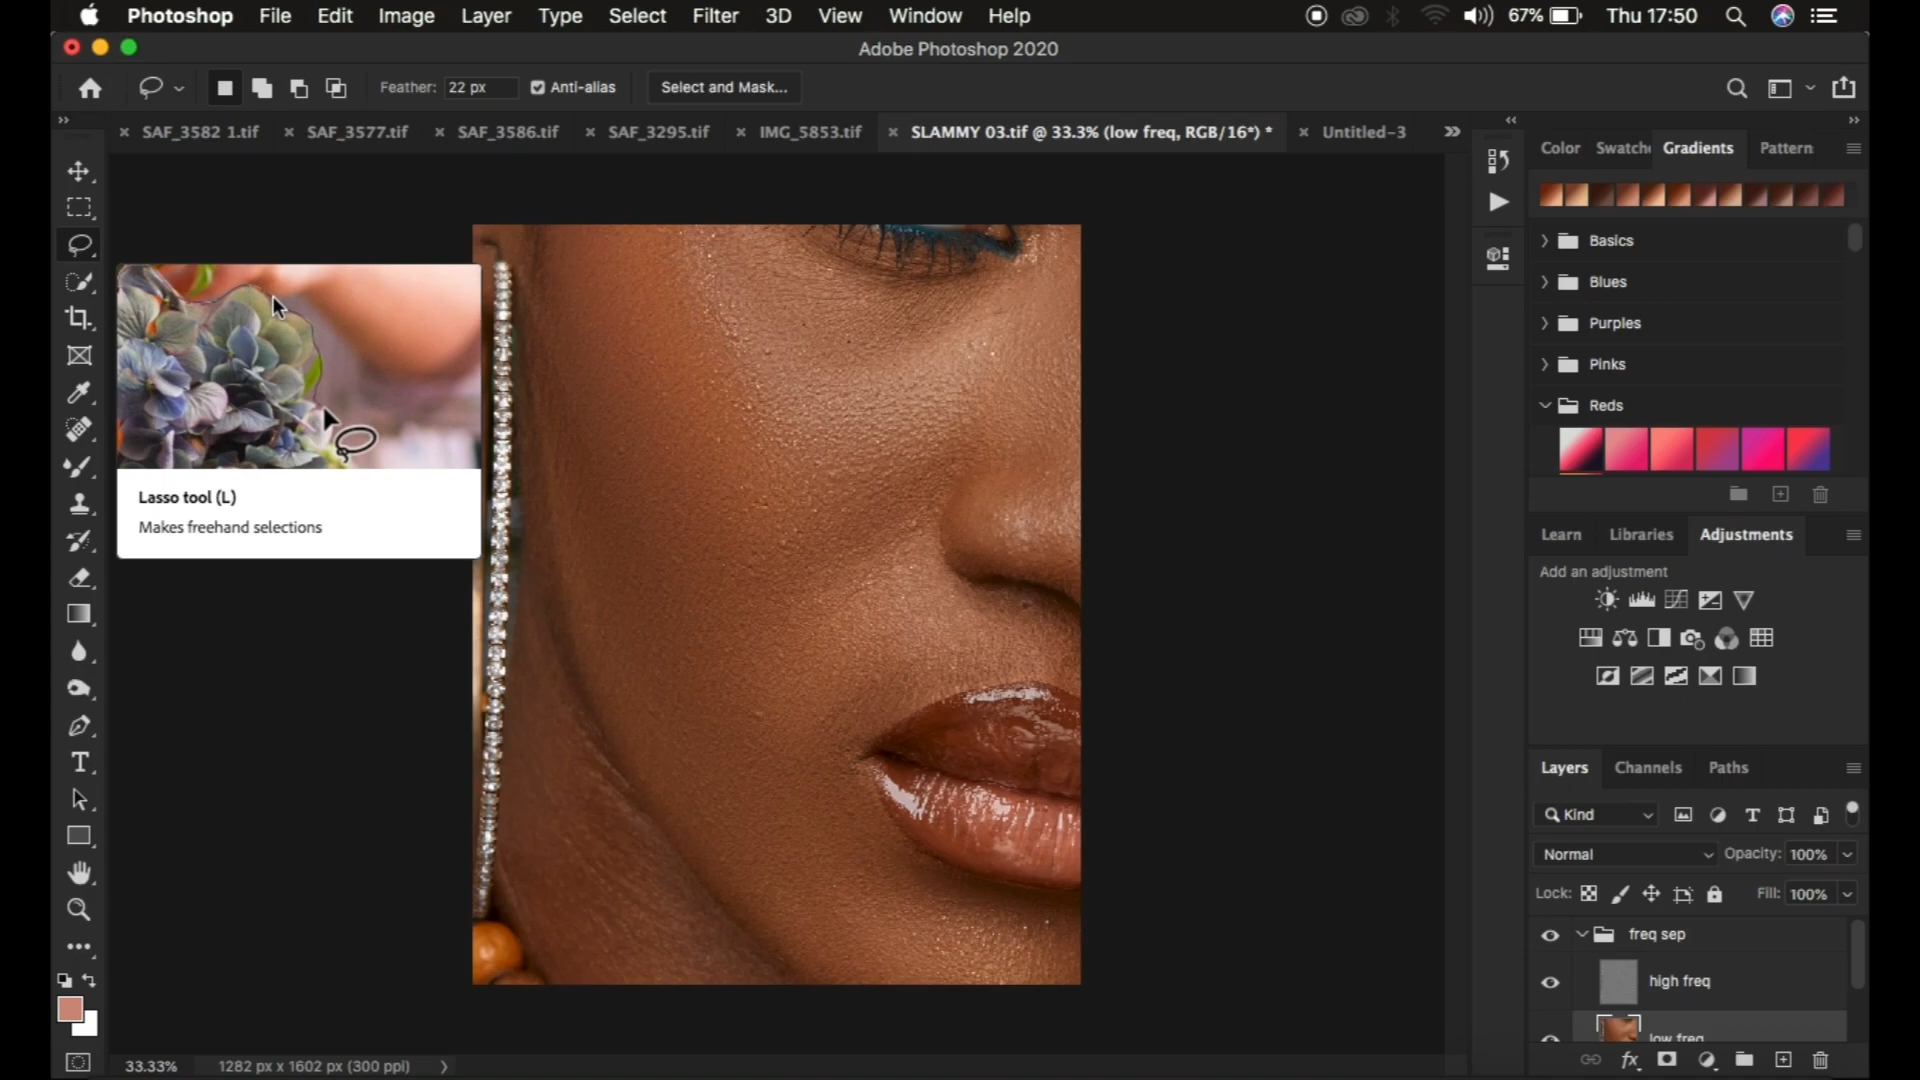 Photoshop File Edit Image Layer Type Select Filter 3D View Window Help 67% Thu 17:50
Adobe Photoshop 2020
Feather: 22 px Anti-alias Select and Mask...
SAF_3582 1.tif SAF_3577.tif SAF_3586.tif SAF_3295.tif IMG_5853.tif SLAMMY 03.tif @ 33.3% (low freq, RGB/16*) * Untitled-3
Color Swatche Gradients Pattern
Basics
Blues
Purples
Pinks
Reds
Lasso tool (L)
Makes freehand selections
Learn Libraries Adjustments
Add an adjustment
Layers Channels Paths
Kind
Normal Opacity: 100%
Lock: Fill: 100%
freq sep
high freq
low freq
33.33% 1282 px x 1602 px (300 ppi)